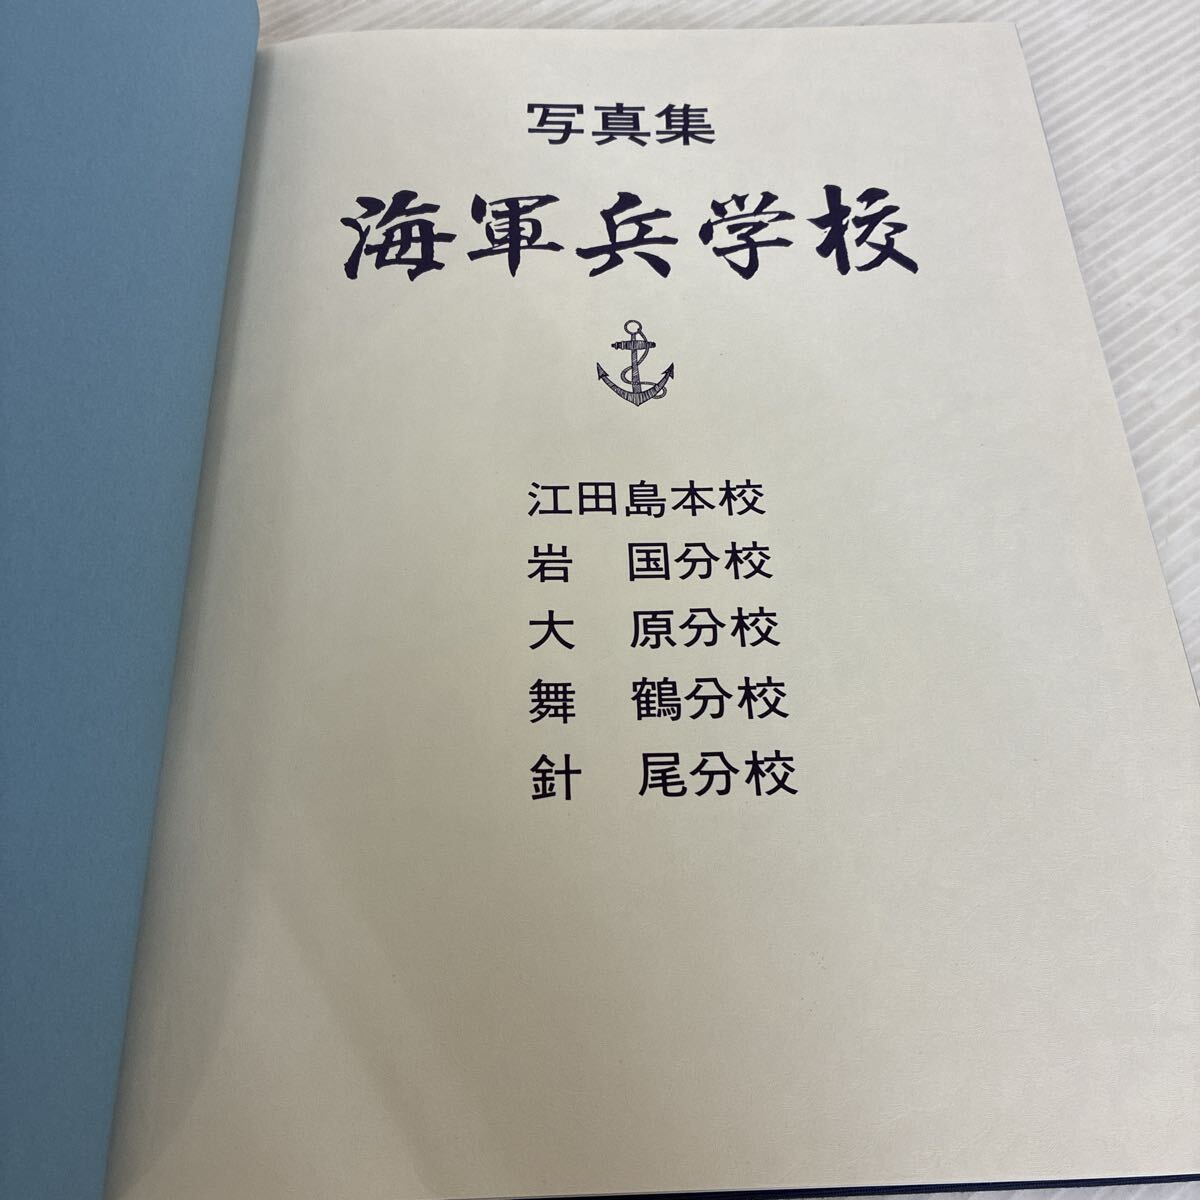 写真集
海軍兵学校
江田島本校
岩　国分校
大　原分校
舞　鶴分校
針　尾分校